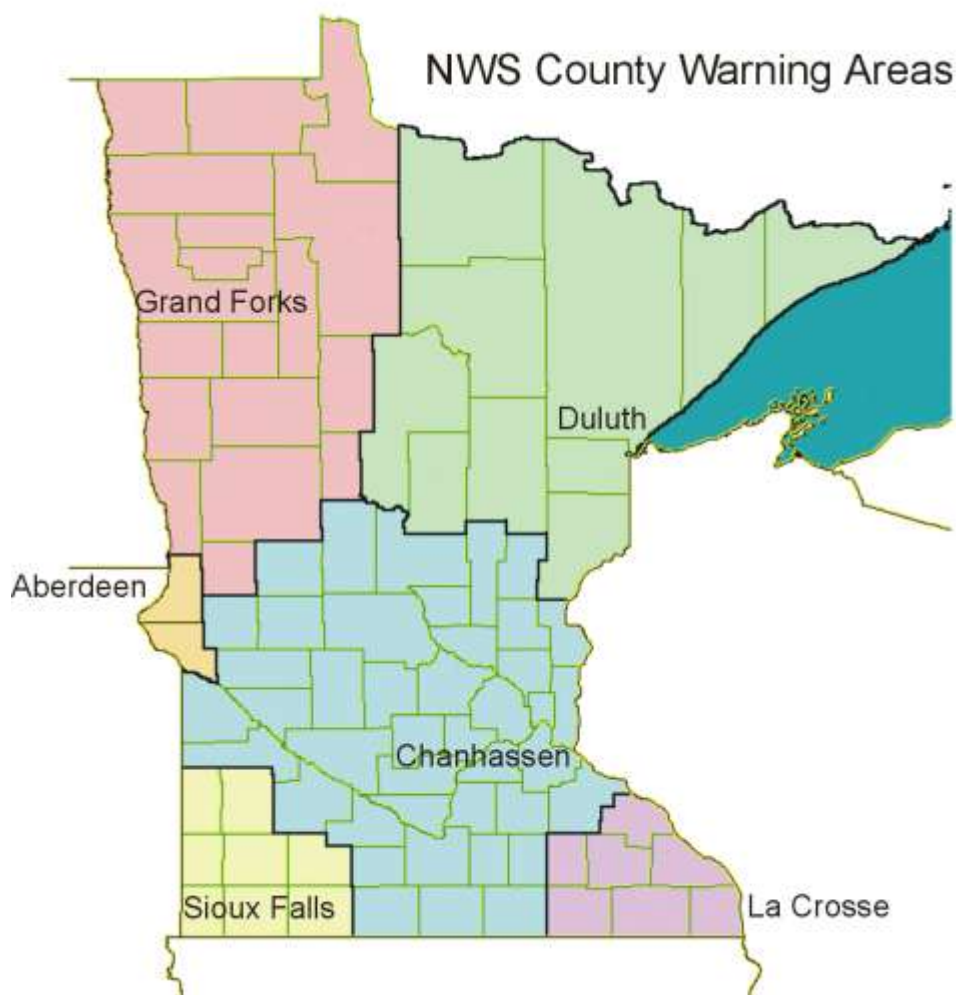 NWS County Warning Areas
Grand Forks
Duluth
Aberdeen
Chanhassen
Sioux Falls
La Crosse